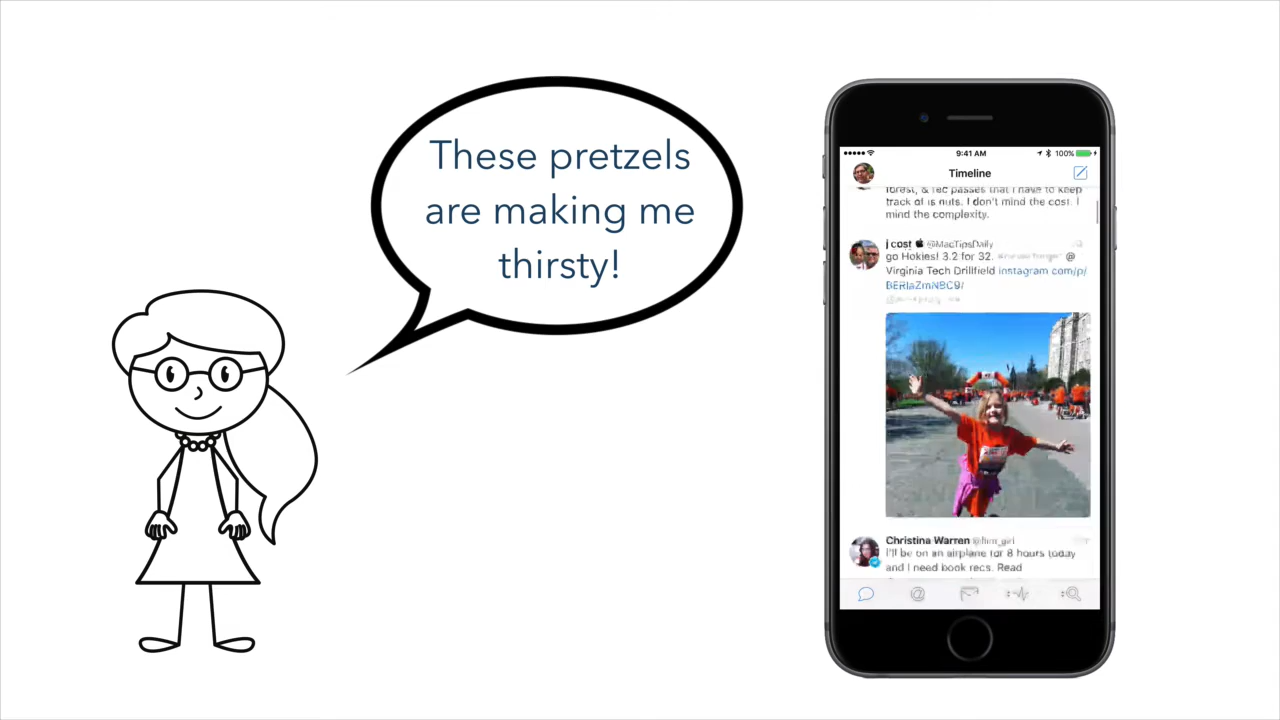 These pretzels
are making me
thirsty!
9:41 AM
100%
Timeline
forest, & rec passes that I have to keep
track of is nuts. I don't mind the cost. I
mind the complexity.
j cost @MacTipsDaily
go Hokies! 3.2 for 32. @
Virginia Tech Drillfield instagram.com/p/
BERIaZmNBC9/
Christina Warren @film_girl
I'll be on an airplane for 8 hours today
and I need book recs. Read